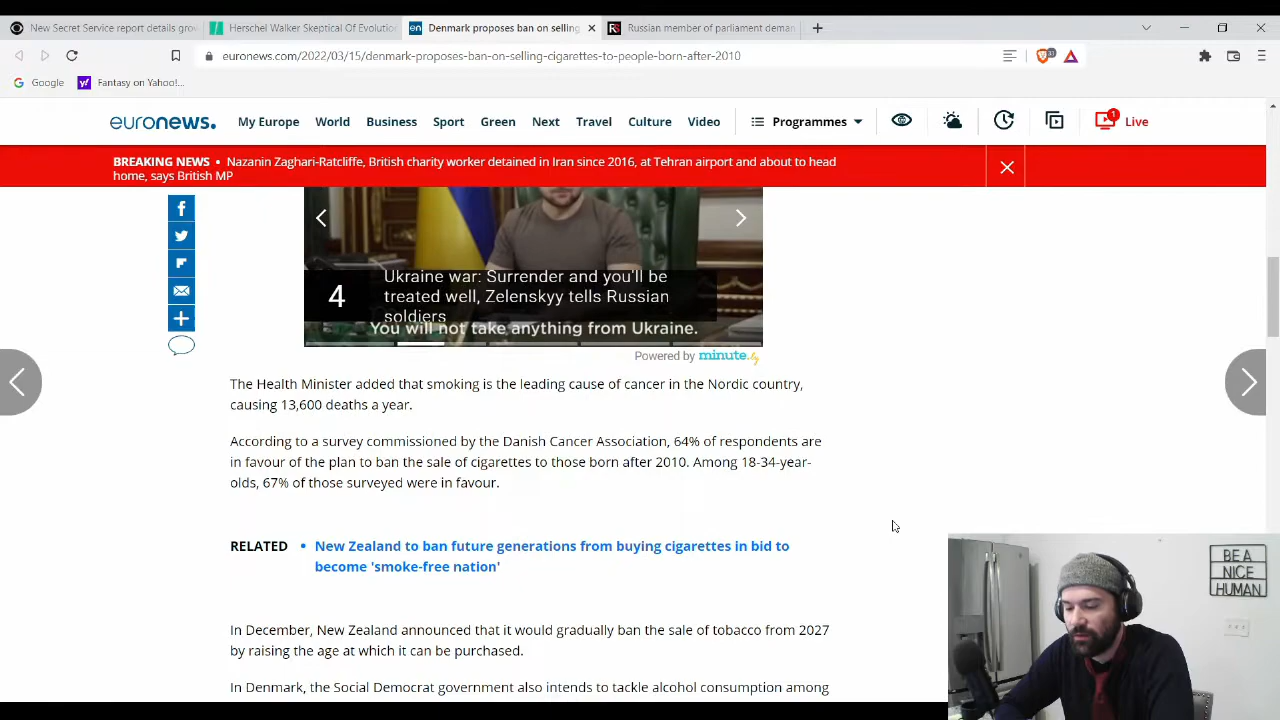 New Secret Service report details grov
Herschel Walker Skeptical Of Evolution
Denmark proposes ban on selling
Russian member of parliament deman
euronews.com/2022/03/15/denmark-proposes-ban-on-selling-cigarettes-to-people-born-after-2010
Google
Fantasy on Yahoo!...
euronews.
My Europe
World
Business
Sport
Green
Next
Travel
Culture
Video
Programmes
1
Live
BREAKING NEWS • Nazanin Zaghari-Ratcliffe, British charity worker detained in Iran since 2016, at Tehran airport and about to head
home, says British MP
4
Ukraine war: Surrender and you'll be
treated well, Zelenskyy tells Russian
soldiers
You will not take anything from Ukraine.
Powered by minute.ly
The Health Minister added that smoking is the leading cause of cancer in the Nordic country,
causing 13,600 deaths a year.
According to a survey commissioned by the Danish Cancer Association, 64% of respondents are
in favour of the plan to ban the sale of cigarettes to those born after 2010. Among 18-34-year-
olds, 67% of those surveyed were in favour.
RELATED • New Zealand to ban future generations from buying cigarettes in bid to
become 'smoke-free nation'
BE A
NICE
HUMAN
In December, New Zealand announced that it would gradually ban the sale of tobacco from 2027
by raising the age at which it can be purchased.
In Denmark, the Social Democrat government also intends to tackle alcohol consumption among